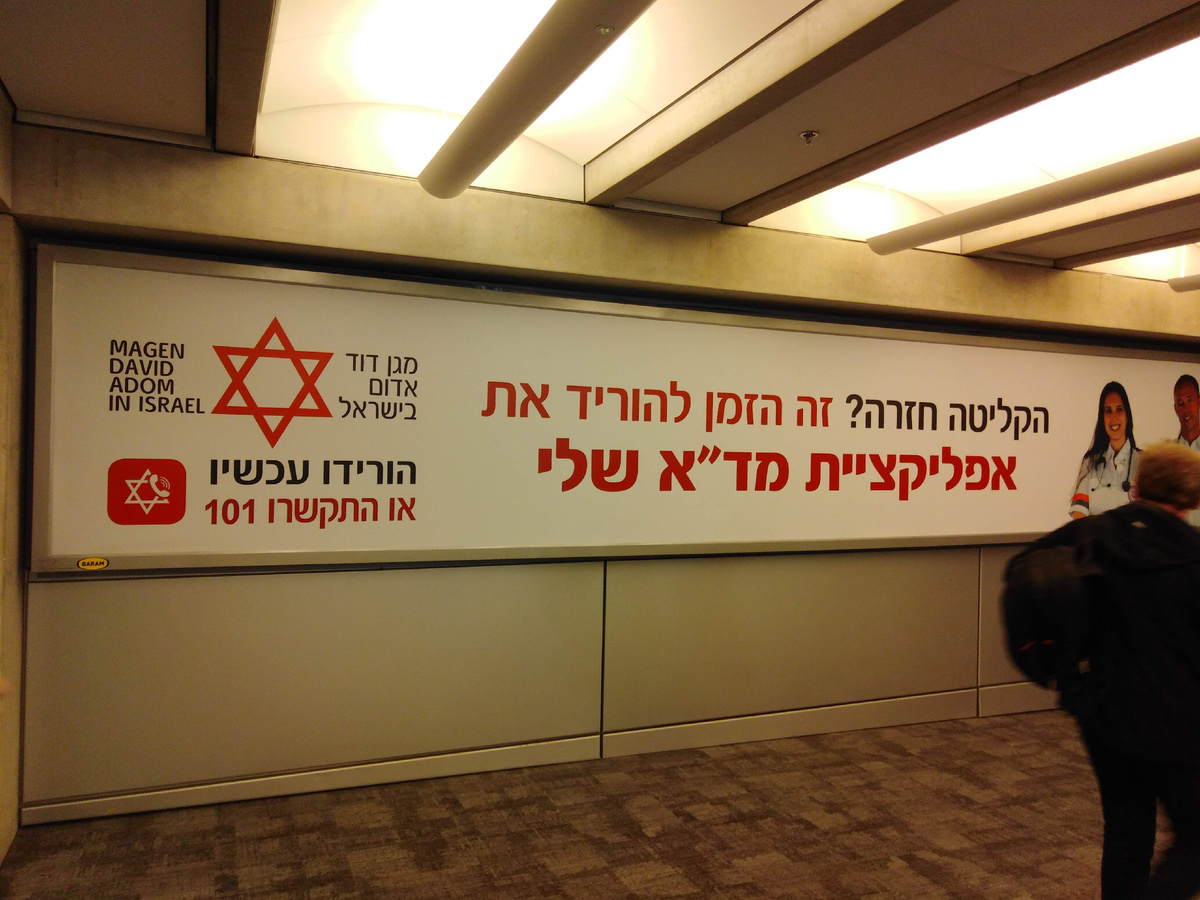 MAGEN
DAVID
ADOM
IN ISRAEL
מגן דוד
אדום
בישראל
הורידו עכשיו
או התקשרו 101
הקליטה חזרה? זה הזמן להוריד את
אפליקציית מד״א שלי
BARAM